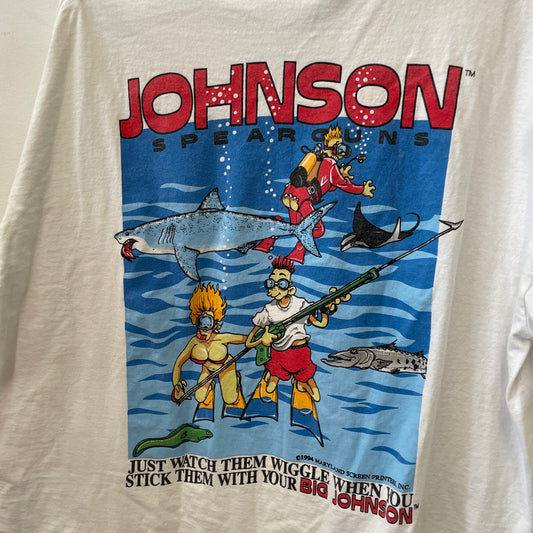 JOHNSON™
SPEARGUNS
©1994 MARYLAND SCREEN PRINTERS, INC.
JUST WATCH THEM WIGGLE WHEN YOU
STICK THEM WITH YOUR BIG JOHNSON™